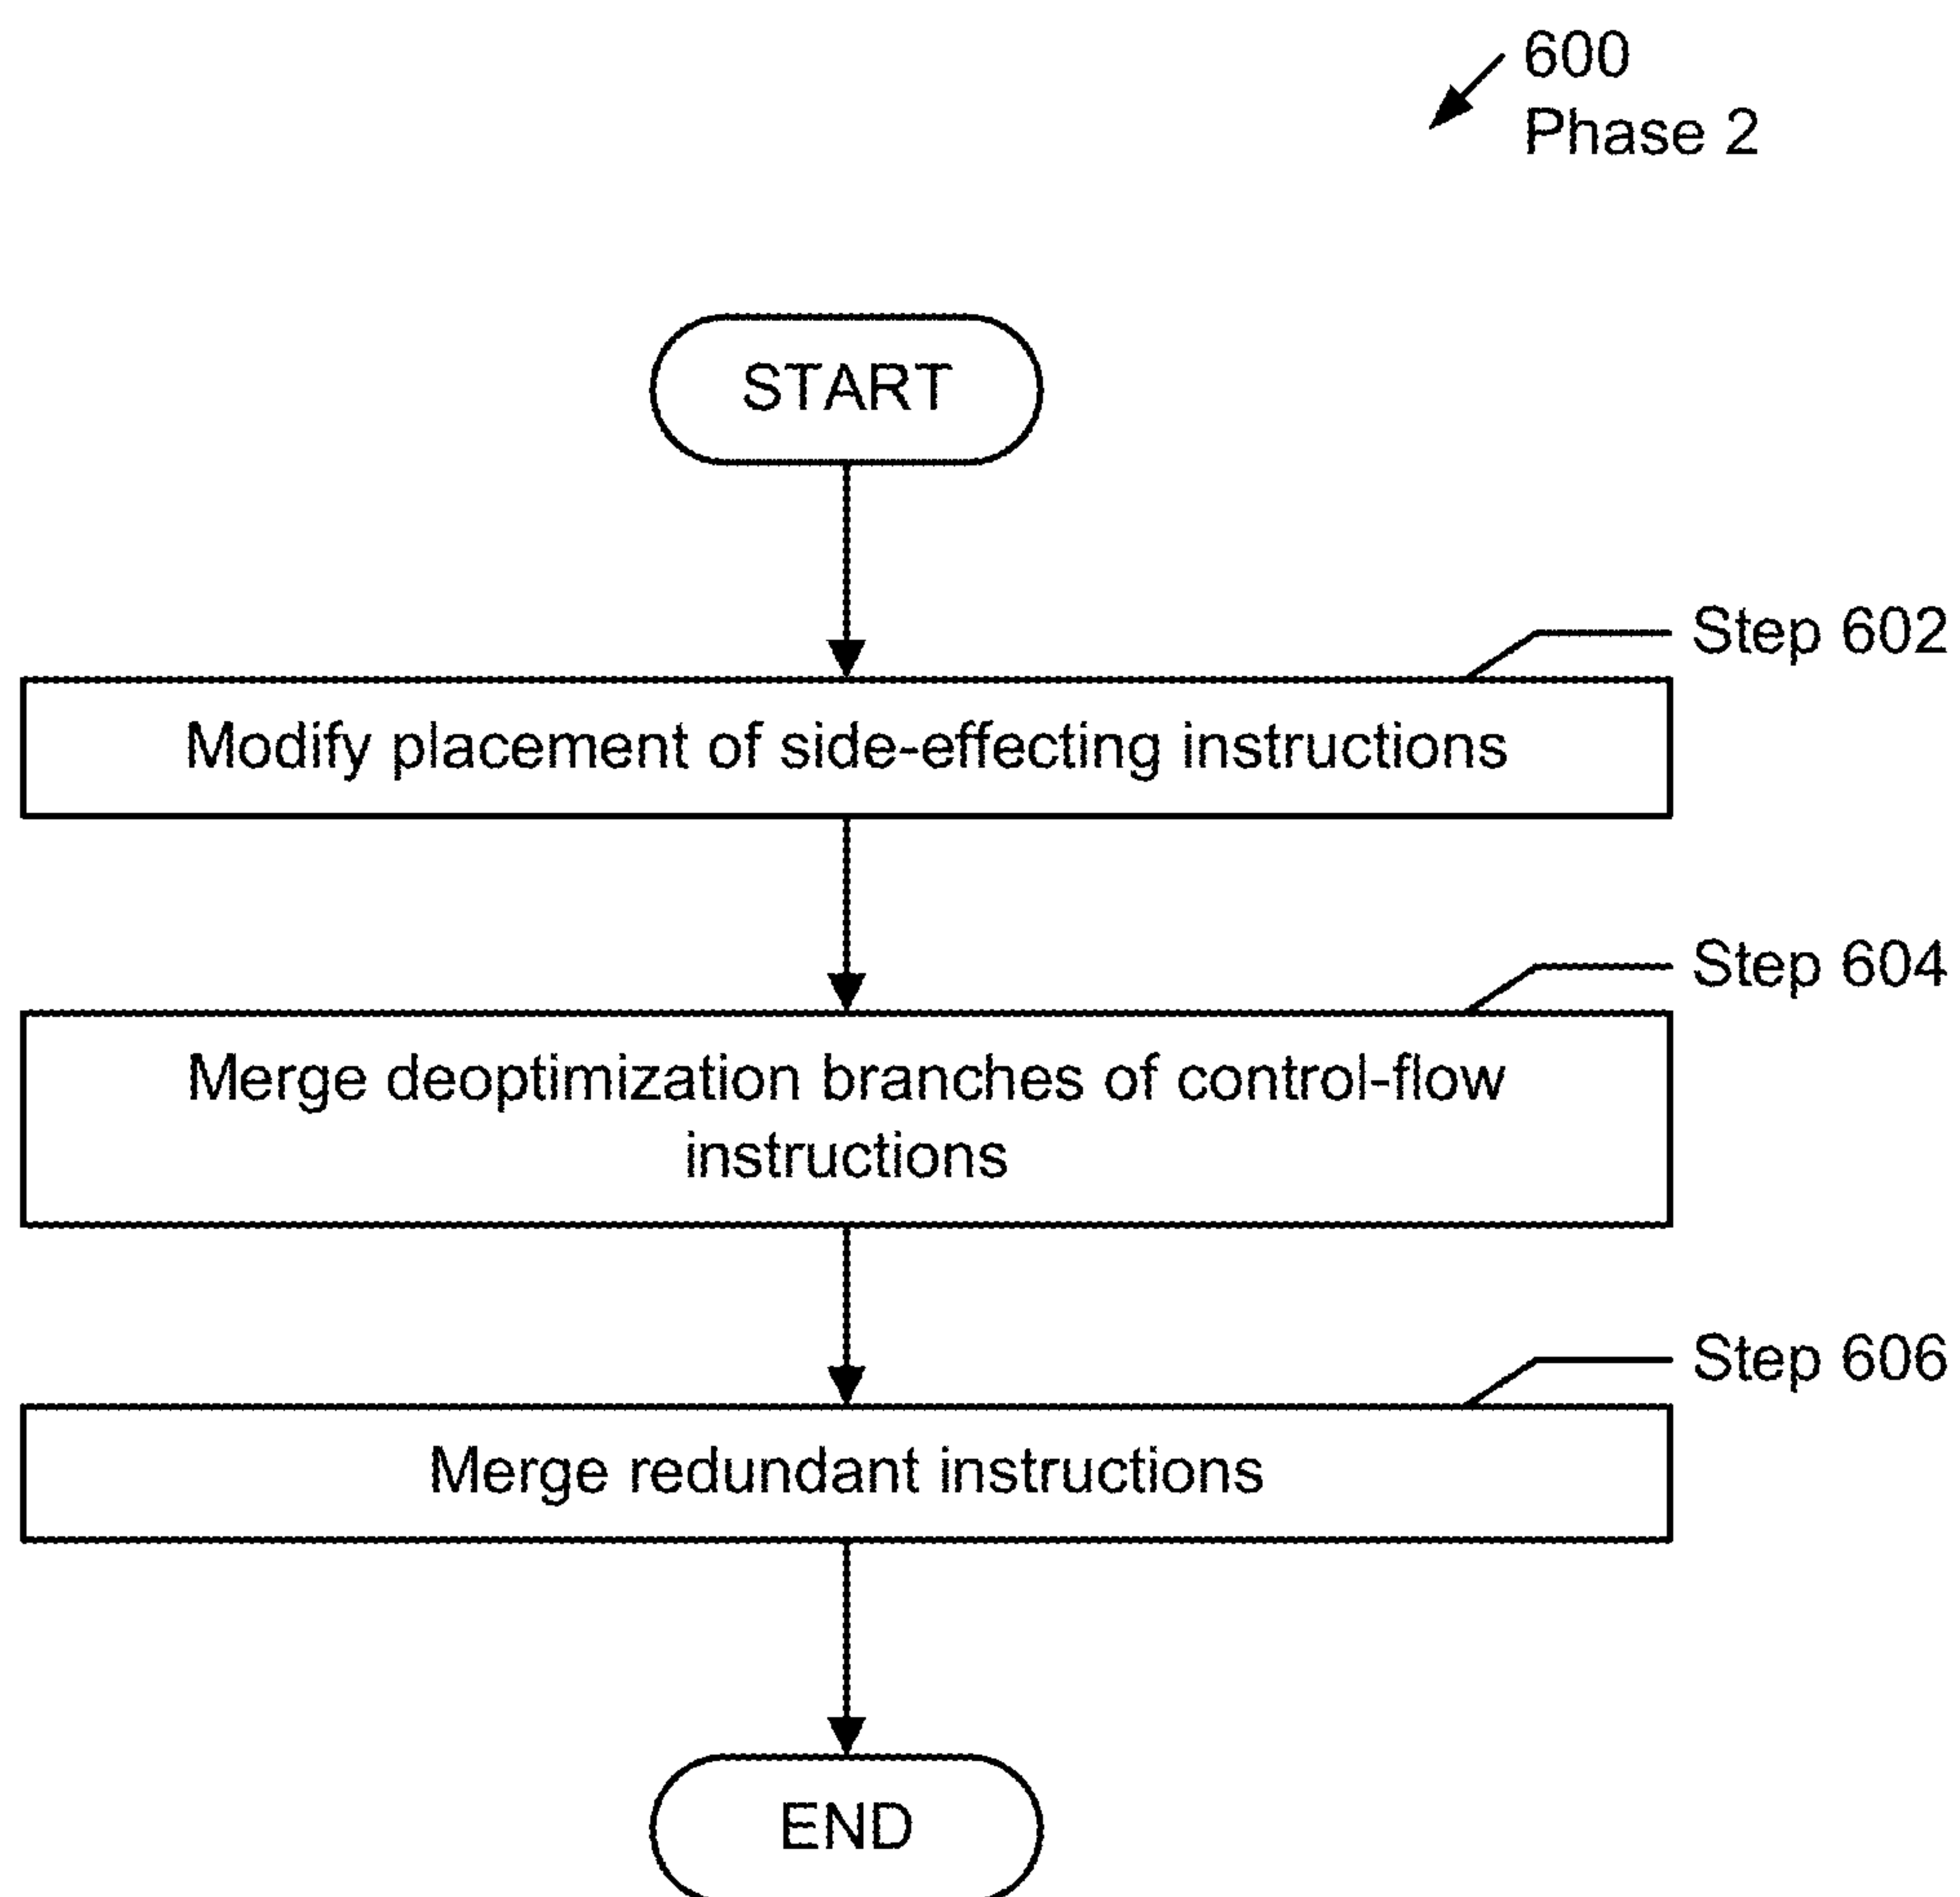 600
Phase 2
START
Step 602
Modify placement of side-effecting instructions
Step 604
Merge deoptimization branches of control-flow
instructions
Step 606
Merge redundant instructions
END